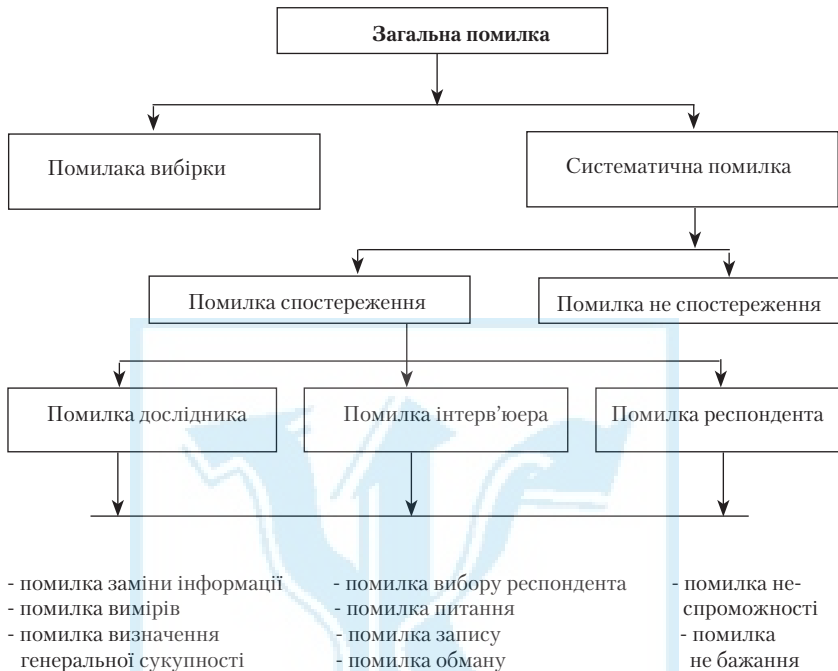 Загальна помилка
Помилака вибірки
Систематична помилка
Помилка спостереження
Помилка не спостереження
Помилка дослідника
Помилка інтерв’юера
Помилка респондента
- помилка заміни інформації
- помилка вимірів
- помилка визначення
генеральної сукупності
- помилка вибору респондента
- помилка питання
- помилка запису
- помилка обману
- помилка не-
спроможності
- помилка
не бажання